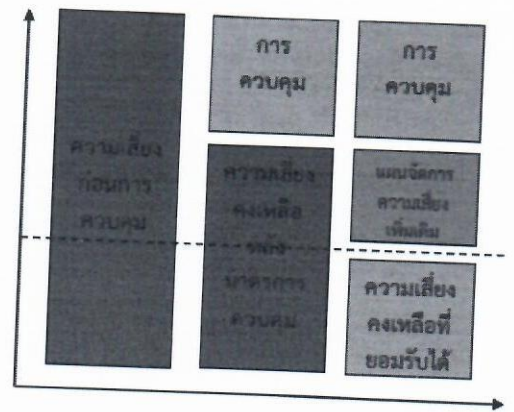 ความเสี่ยง
ก่อนการ
ควบคุม
การ
ควบคุม
ความเสี่ยง
คงเหลือ
หลัง
มาตรการ
ควบคุม
การ
ควบคุม
แผนจัดการ
ความเสี่ยง
เพิ่มเติม
ความเสี่ยง
คงเหลือที่
ยอมรับได้